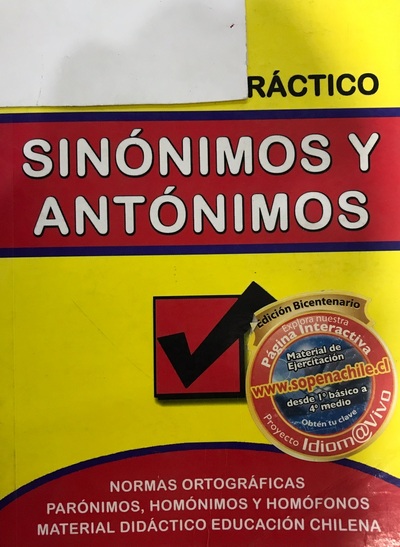 RÁCTICO
SINÓNIMOS Y
ANTÓNIMOS
Edición Bicentenario
Explora nuestra
Página Interactiva
Material de
Ejercitación
www.sopenachile.cl
desde 1º básico a
4º medio
Obtén tu clave
Proyecto Idiom@Vivo
NORMAS ORTOGRÁFICAS
PARÓNIMOS, HOMÓNIMOS Y HOMÓFONOS
MATERIAL DIDÁCTICO EDUCACIÓN CHILENA